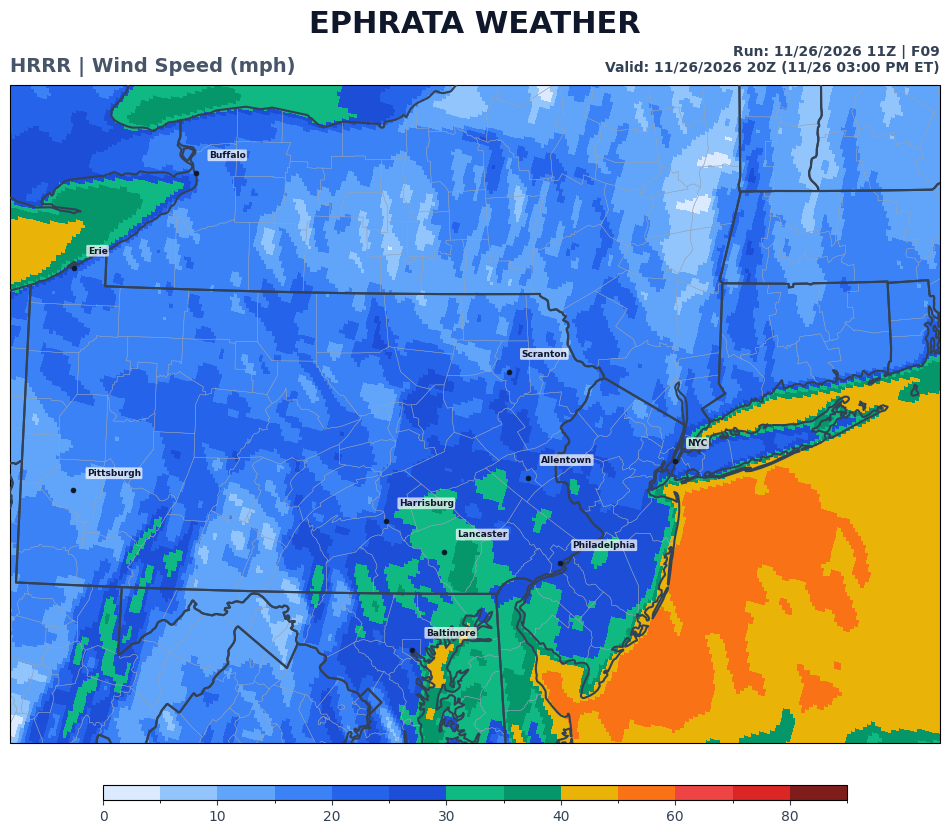 EPHRATA WEATHER
Run: 11/26/2026 11Z | F09
HRRR | Wind Speed (mph)
Valid: 11/26/2026 20Z (11/26 03:00 PM ET)
Buffalo
Erie
Scranton
NYC
Allentown
Pittsburgh
Harrisburg
Lancaster
Philadelphia
Baltimore
0 10 20 30 40 50 60 70 80